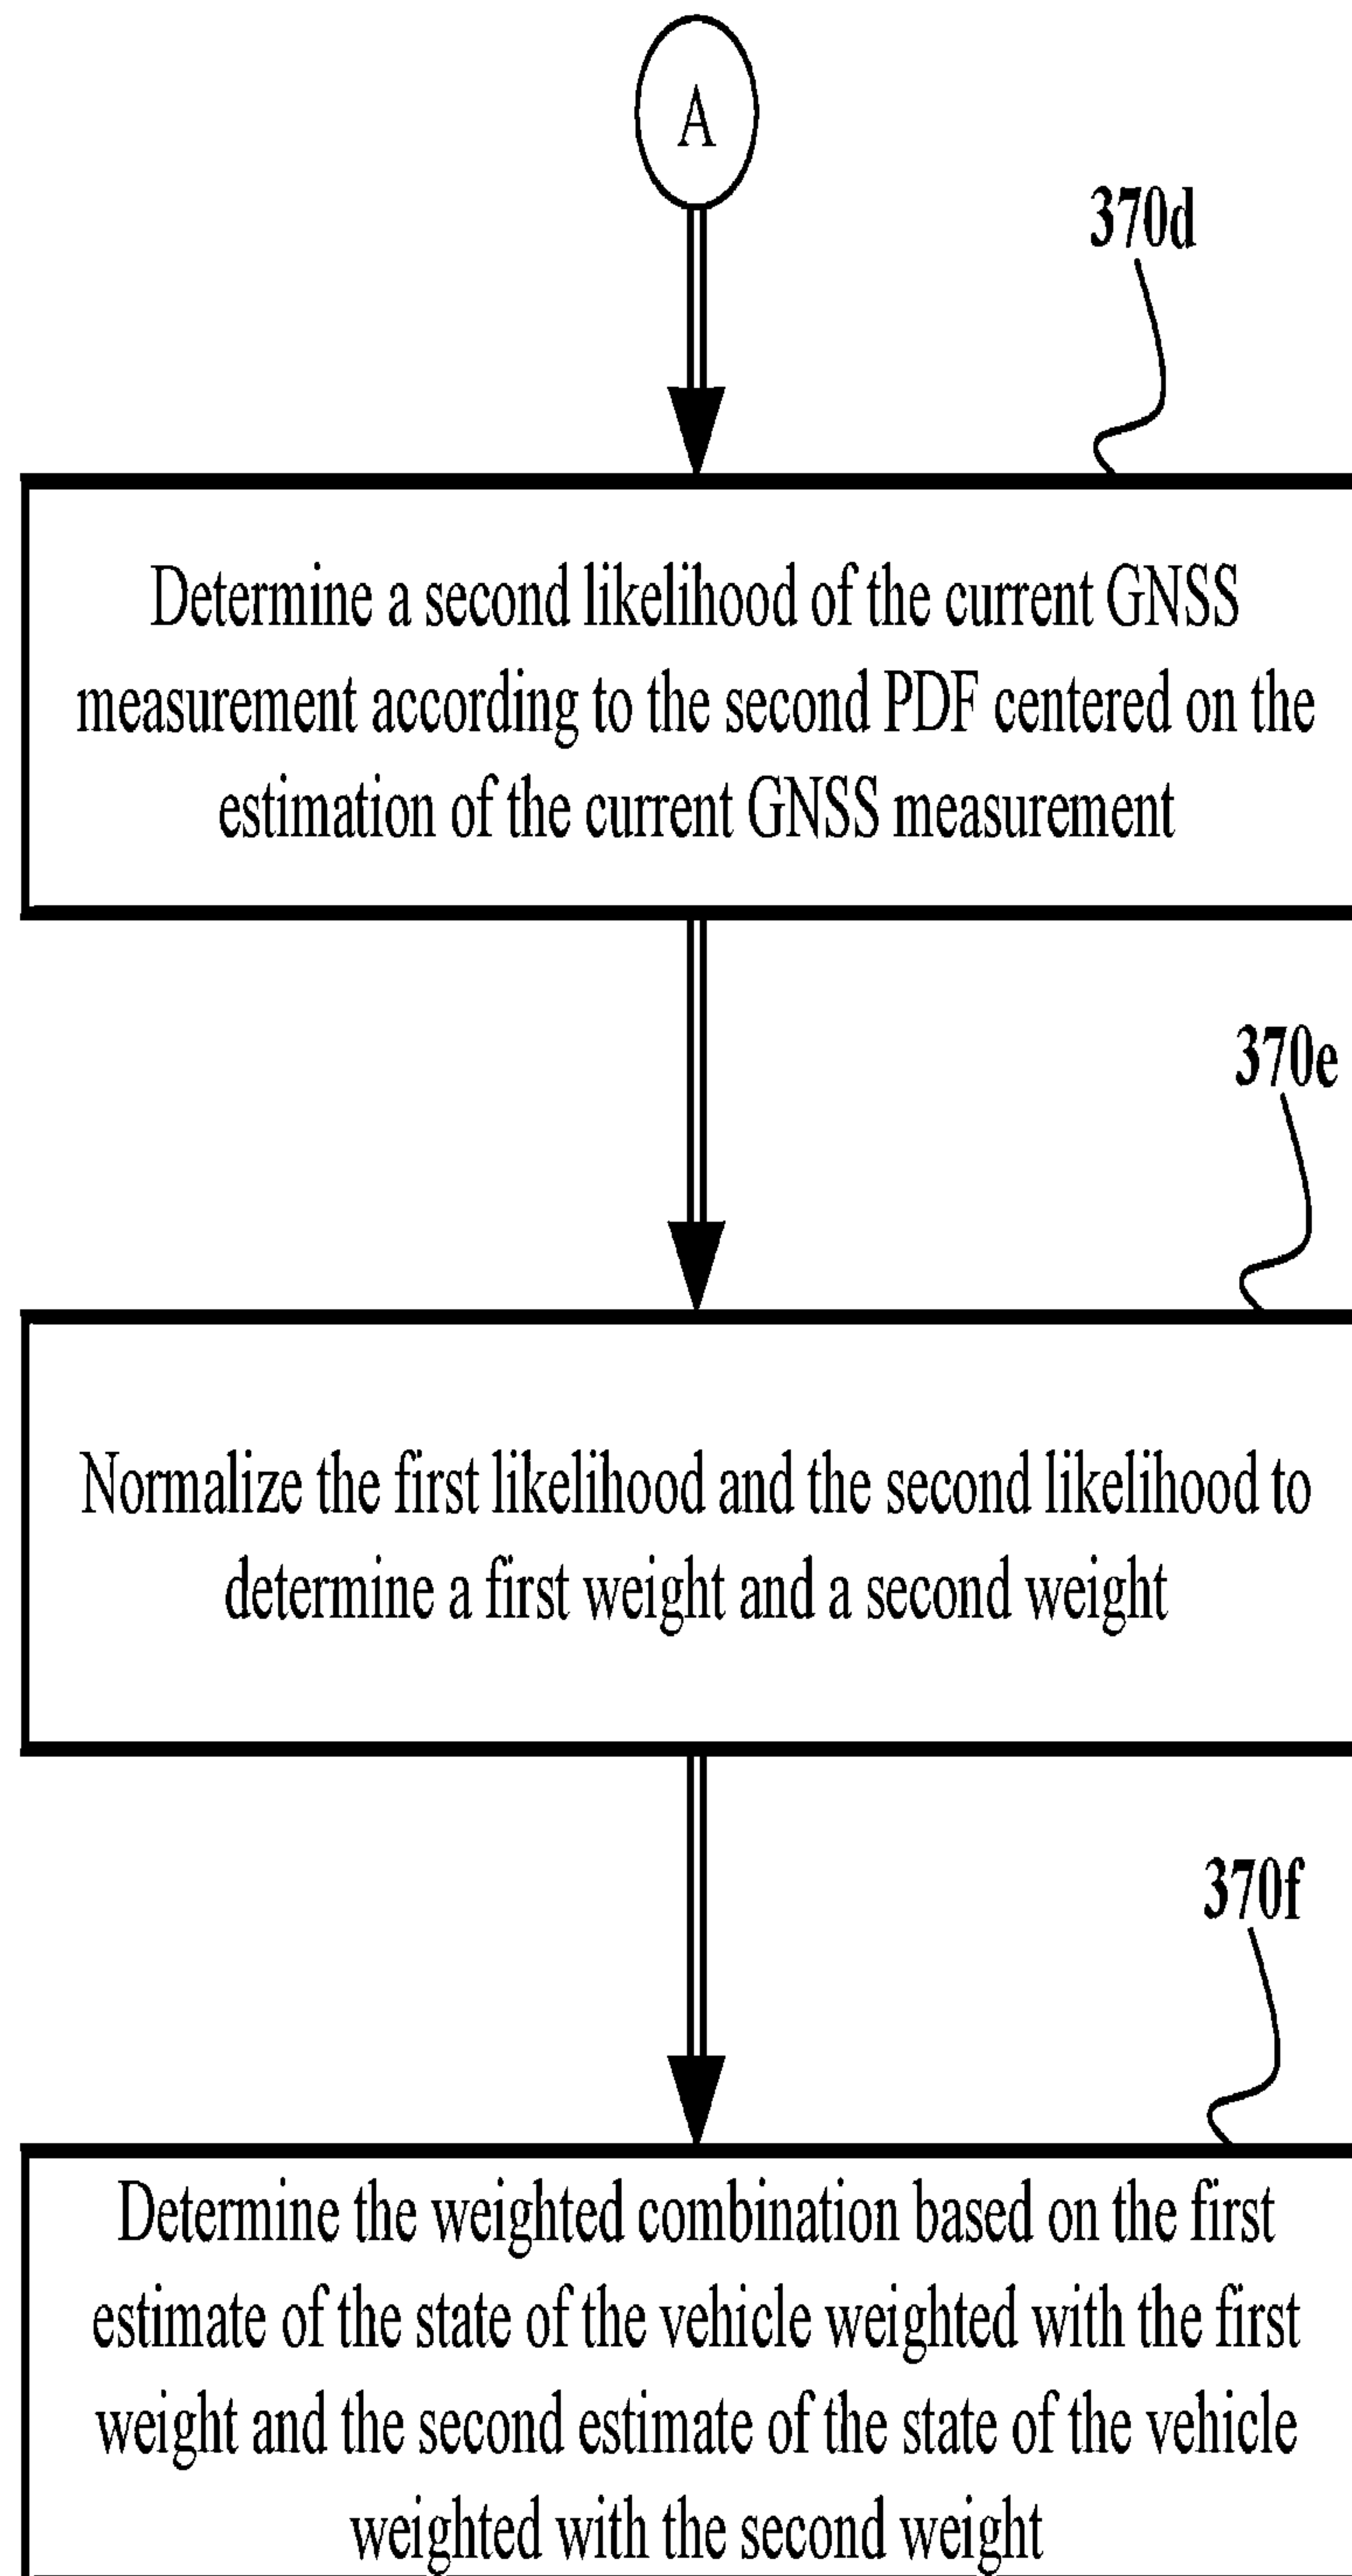 A
370d
Determine a second likelihood of the current GNSS
measurement according to the second PDF centered on the
estimation of the current GNSS measurement
370e
Normalize the first likelihood and the second likelihood to
determine a first weight and a second weight
370f
Determine the weighted combination based on the first
estimate of the state of the vehicle weighted with the first
weight and the second estimate of the state of the vehicle
weighted with the second weight